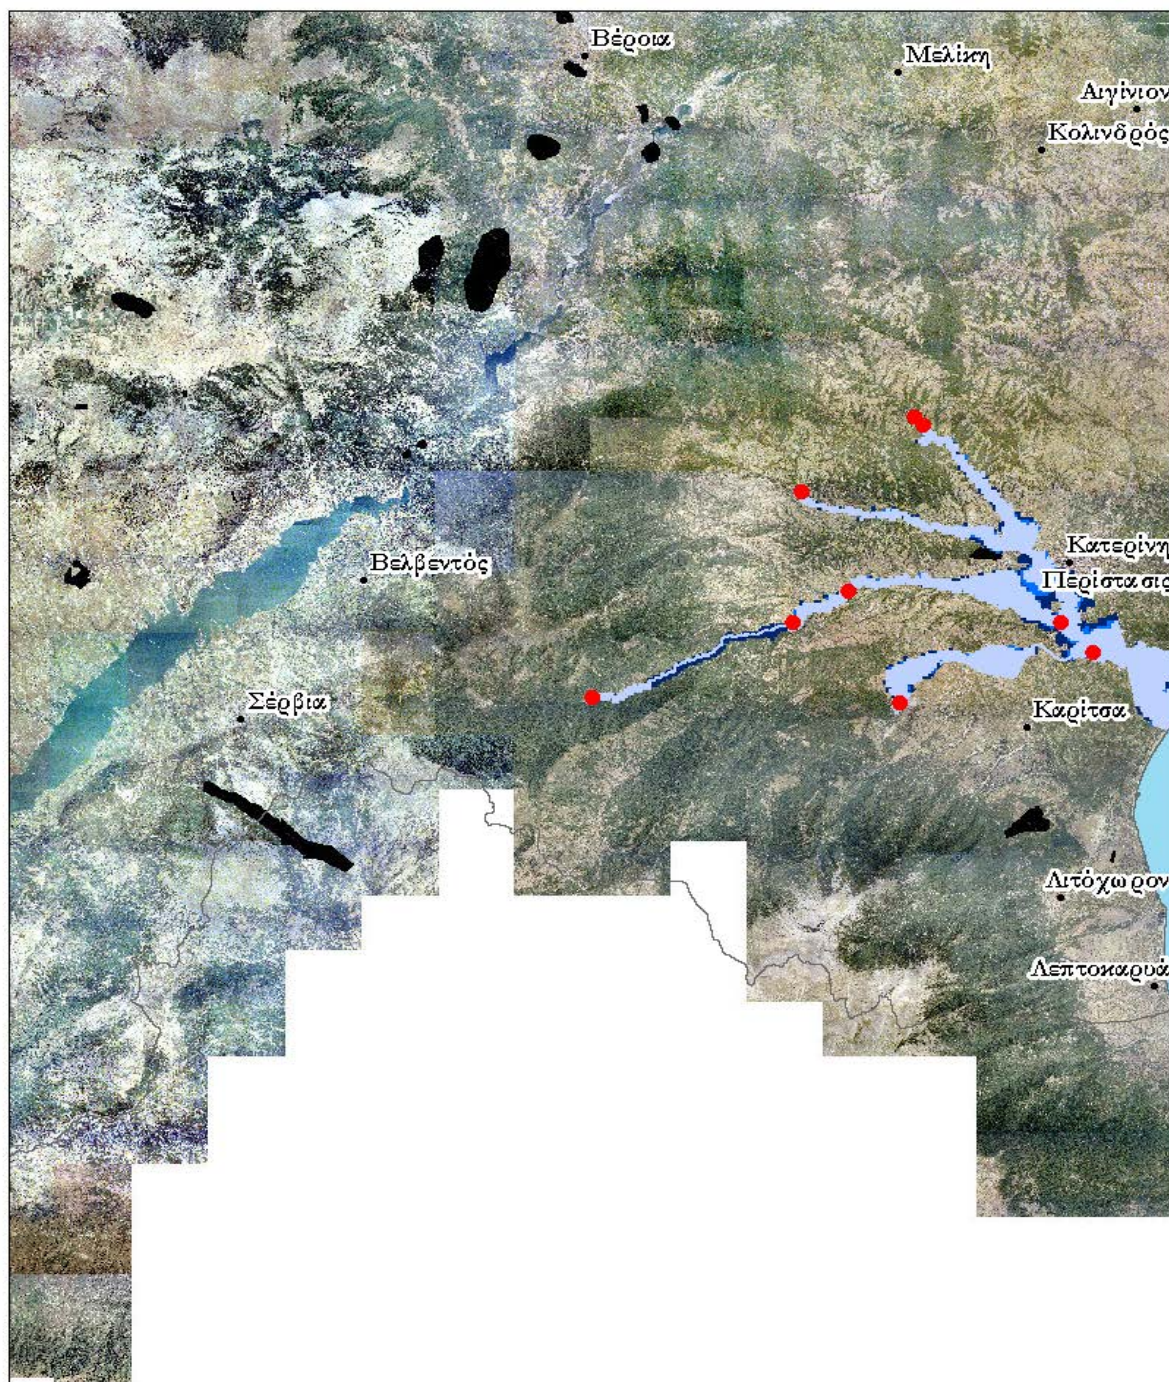 Βέροια
Μελίκη
Αιγίνιον
Κολινδρός
Κατερίνη
Βελβεντός
Περίστασις
Σέρβια
Καρίτσα
Λιτόχωρον
Λεπτοκαρυά